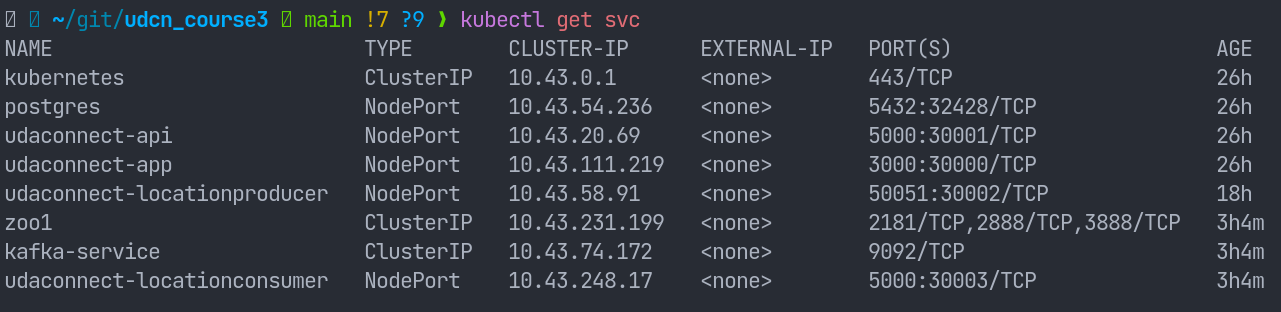 ~/git/udcn_course3 main !7 ?9 ❯ kubectl get svc
NAME TYPE CLUSTER-IP EXTERNAL-IP PORT(S) AGE
kubernetes ClusterIP 10.43.0.1 <none> 443/TCP 26h
postgres NodePort 10.43.54.236 <none> 5432:32428/TCP 26h
udaconnect-api NodePort 10.43.20.69 <none> 5000:30001/TCP 26h
udaconnect-app NodePort 10.43.111.219 <none> 3000:30000/TCP 26h
udaconnect-locationproducer NodePort 10.43.58.91 <none> 50051:30002/TCP 18h
zoo1 ClusterIP 10.43.231.199 <none> 2181/TCP,2888/TCP,3888/TCP 3h4m
kafka-service ClusterIP 10.43.74.172 <none> 9092/TCP 3h4m
udaconnect-locationconsumer NodePort 10.43.248.17 <none> 5000:30003/TCP 3h4m